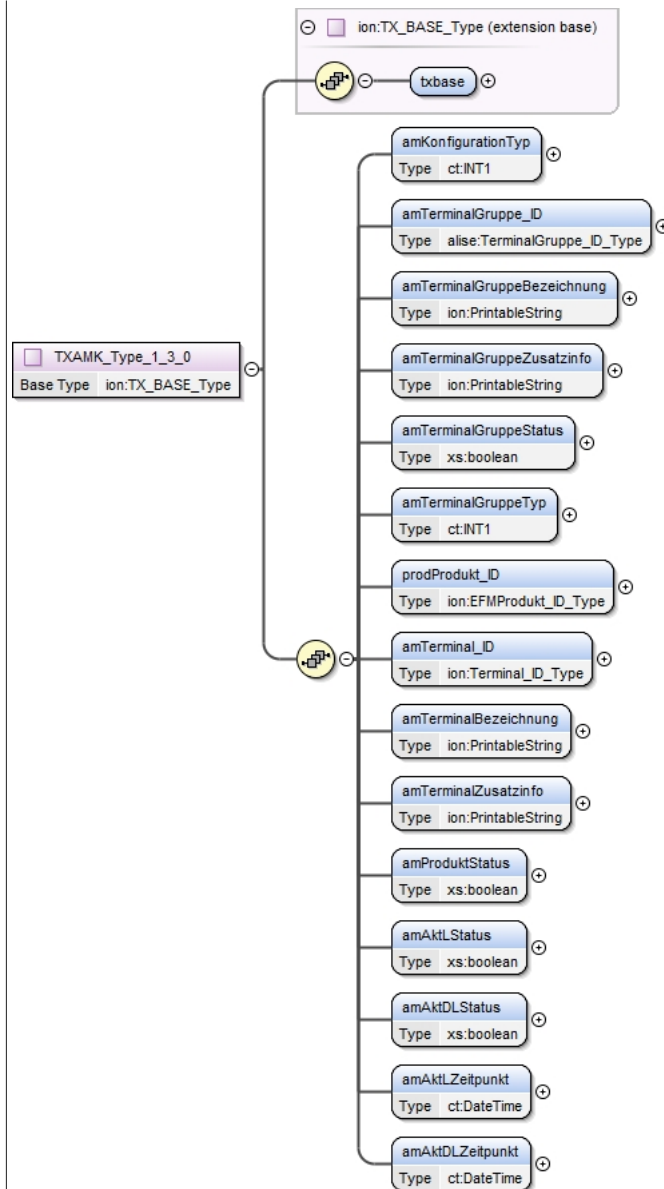 ion:TX_BASE_Type (extension base)
txbase
amKonfigurationTyp
Type ct:INT1
amTerminalGruppe_ID
Type alise:TerminalGruppe_ID_Type
amTerminalGruppeBezeichnung
Type ion:PrintableString
TXAMK_Type_1_3_0
Base Type ion:TX_BASE_Type
amTerminalGruppeZusatzinfo
Type ion:PrintableString
amTerminalGruppeStatus
Type xs:boolean
amTerminalGruppeTyp
Type ct:INT1
prodProdukt_ID
Type ion:EFMProdukt_ID_Type
amTerminal_ID
Type ion:Terminal_ID_Type
amTerminalBezeichnung
Type ion:PrintableString
amTerminalZusatzinfo
Type ion:PrintableString
amProduktStatus
Type xs:boolean
amAktLStatus
Type xs:boolean
amAktDLStatus
Type xs:boolean
amAktLZeitpunkt
Type ct:DateTime
amAktDLZeitpunkt
Type ct:DateTime